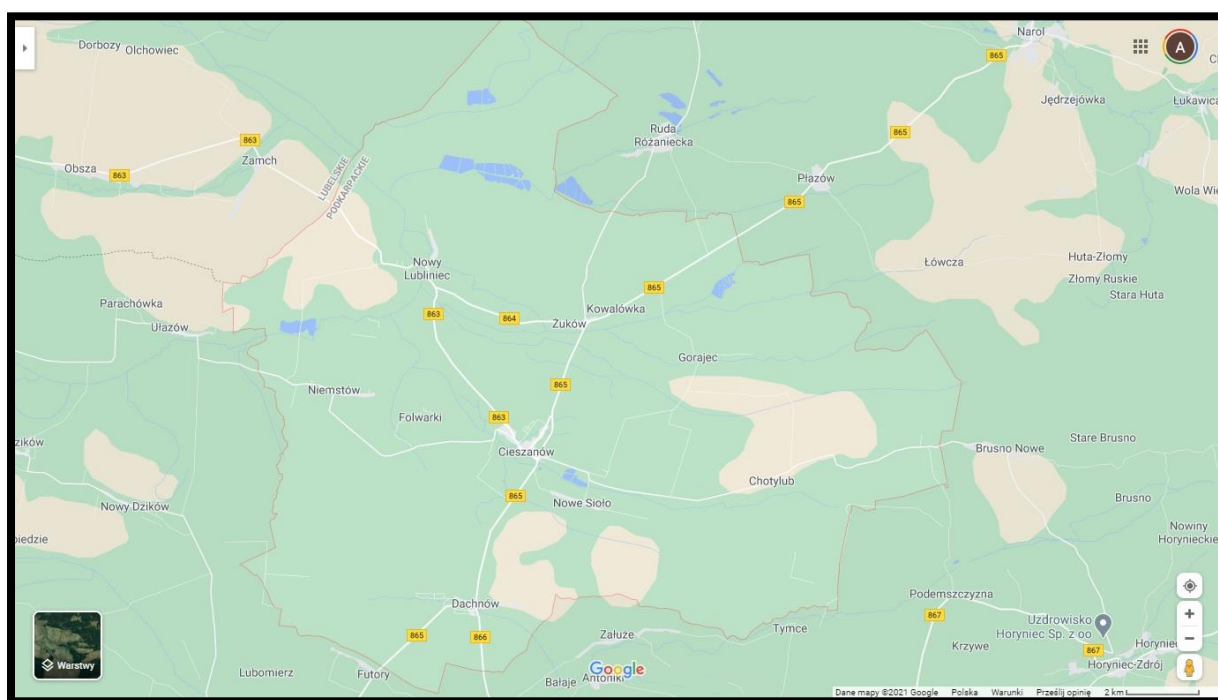 Narol
865
A
Dorbozy
Olchowiec
Jędrzejówka
Łukawica
863
Ruda
Różaniecka
865
Zamch
LUBELSKIE
PODKARPACKIE
Obsza
863
Płazów
865
Wola Wie
Nowy
Lubliniec
Łówcza
Huta-Złomy
Złomy Ruskie
Stara Huta
865
Parachówka
Kowalówka
863
864
Żuków
Ułazów
Gorajec
865
Niemstów
Folwarki
863
Stare Brusno
Cieszanów
Brusno Nowe
Chotylub
865
Nowe Sioło
Brusno
Nowy Dzików
Nowiny
Horynieckie
Podemszczyzna
Dachnów
867
Uzdrowisko
Horyniec Sp. z oo
Tymce
865
866
Załuże
Krzywe
867
Warstwy
Lubomierz
Futory
Google
Horyniec-Zdrój
Bałaje
Antoniki
Dane mapy ©2021 Google Polska Warunki Prześlij opinię 2 km